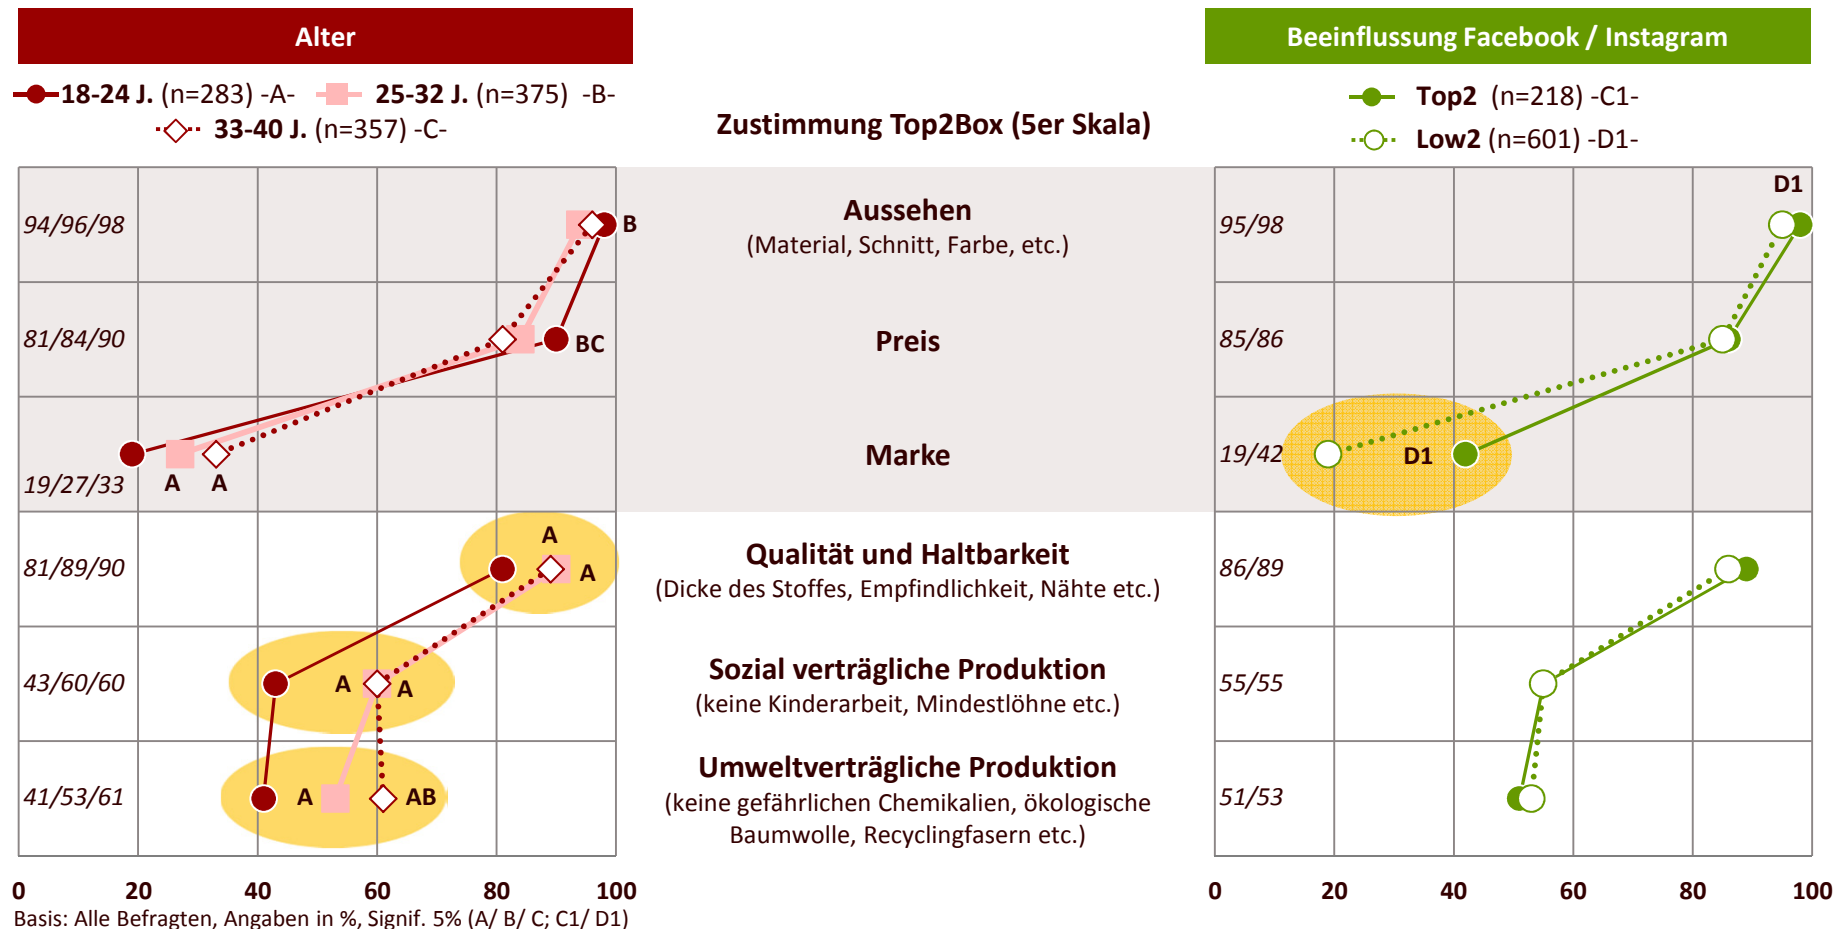 Alter
Beeinflussung Facebook / Instagram
18-24 J. (n=283) -A-
25-32 J. (n=375) -B-
33-40 J. (n=357) -C-
Zustimmung Top2Box (5er Skala)
Top2 (n=218) -C1-
Low2 (n=601) -D1-
94/96/98
B
Aussehen
(Material, Schnitt, Farbe, etc.)
95/98
D1
81/84/90
BC
Preis
85/86
19/27/33
A
A
Marke
19/42
D1
81/89/90
A
A
Qualität und Haltbarkeit
(Dicke des Stoffes, Empfindlichkeit, Nähte etc.)
86/89
43/60/60
A
A
Sozial verträgliche Produktion
(keine Kinderarbeit, Mindestlöhne etc.)
55/55
41/53/61
A
AB
Umweltverträgliche Produktion
(keine gefährlichen Chemikalien, ökologische
Baumwolle, Recyclingfasern etc.)
51/53
0 20 40 60 80 100
0 20 40 60 80 100
Basis: Alle Befragten, Angaben in %, Signif. 5% (A/ B/ C; C1/ D1)